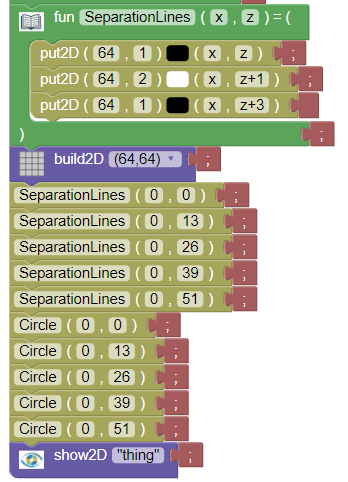 fun SeparationLines ( x , z ) = (
put2D ( 64 , 1 ) ( x , z ) ;
put2D ( 64 , 2 ) ( x , z+1 ) ;
put2D ( 64 , 1 ) ( x , z+3 )
) ;
build2D (64,64) ;
SeparationLines ( 0 , 0 ) ;
SeparationLines ( 0 , 13 ) ;
SeparationLines ( 0 , 26 ) ;
SeparationLines ( 0 , 39 ) ;
SeparationLines ( 0 , 51 ) ;
Circle ( 0 , 0 ) ;
Circle ( 0 , 13 ) ;
Circle ( 0 , 26 ) ;
Circle ( 0 , 39 ) ;
Circle ( 0 , 51 ) ;
show2D "thing" ;